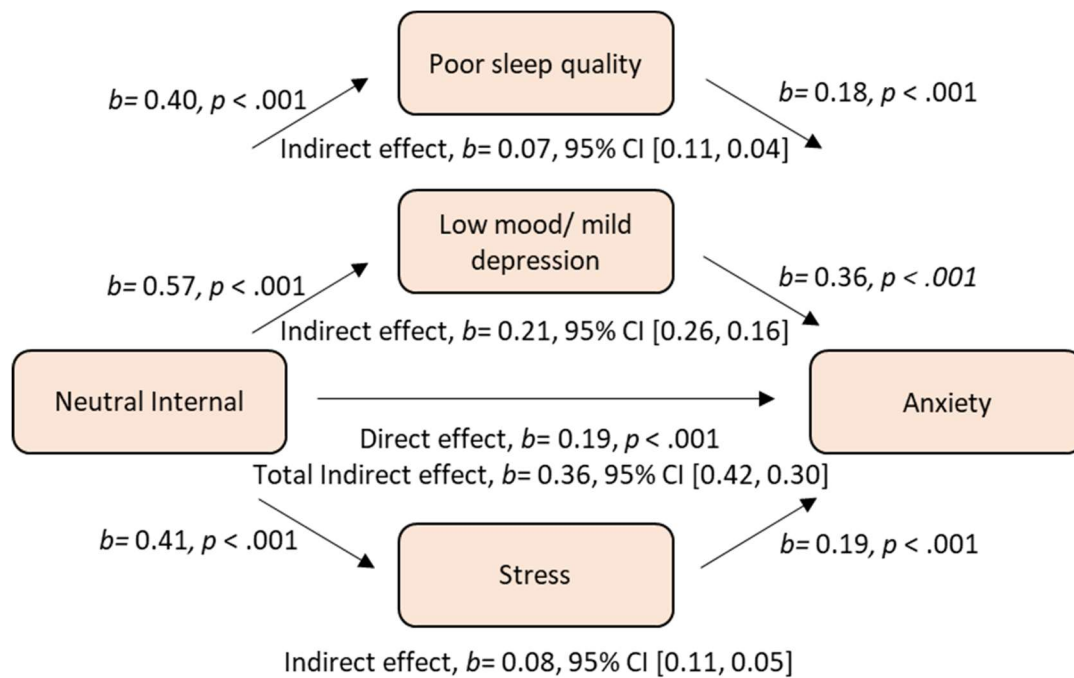 Poor sleep quality
b= 0.40, p < .001
b= 0.18, p < .001
Indirect effect, b= 0.07, 95% CI [0.11, 0.04]
Low mood/ mild
depression
b= 0.57, p < .001
b= 0.36, p < .001
Indirect effect, b= 0.21, 95% CI [0.26, 0.16]
Neutral Internal
Anxiety
Direct effect, b= 0.19, p < .001
Total Indirect effect, b= 0.36, 95% CI [0.42, 0.30]
b= 0.41, p < .001
b= 0.19, p < .001
Stress
Indirect effect, b= 0.08, 95% CI [0.11, 0.05]